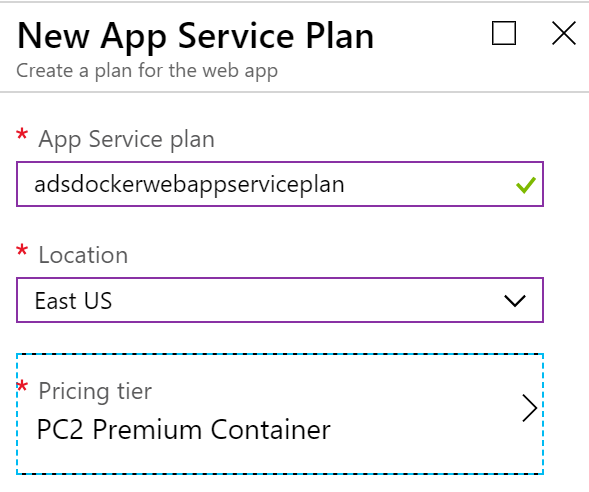 New App Service Plan
Create a plan for the web app
* App Service plan
adsdockerwebappserviceplan
* Location
East US
* Pricing tier
PC2 Premium Container